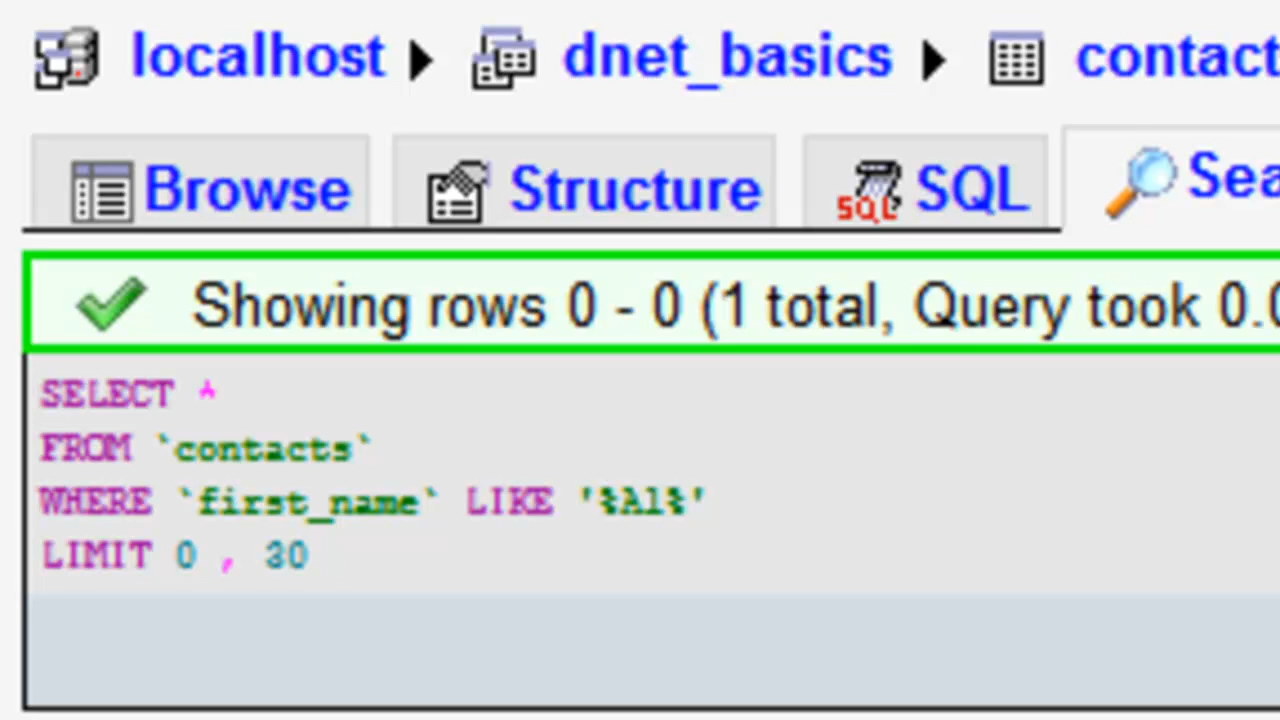 localhost dnet_basics contact
Browse Structure SQL Sea
Showing rows 0 - 0 (1 total, Query took 0.0
SELECT *
FROM `contacts`
WHERE `first_name` LIKE '%Al%'
LIMIT 0 , 30